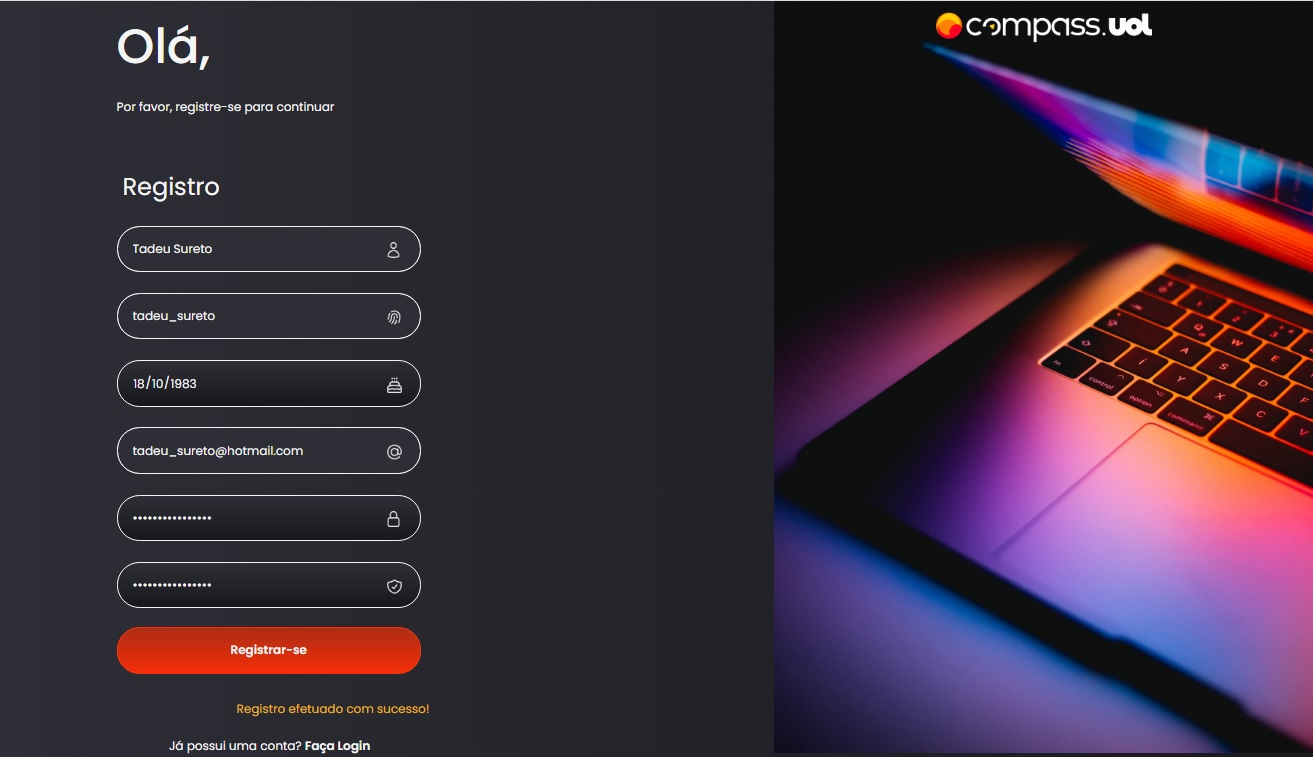 Olá,
Por favor, registre-se para continuar
Registro
Tadeu Sureto
tadeu_sureto
18/10/1983
tadeu_sureto@hotmail.com
••••••••••••••••
••••••••••••••••
Registrar-se
Registro efetuado com sucesso!
Já possui uma conta? Faça Login
compass.uol
Q W E
A S D F
Y X C V
fn control option command